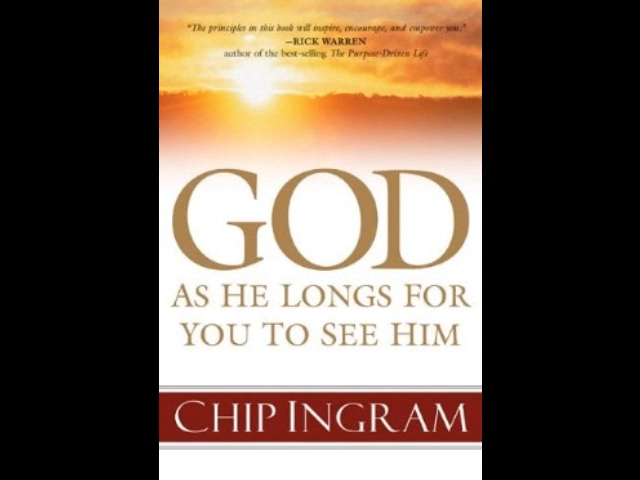 "The principles in this book will inspire, encourage, and empower you."
—RICK WARREN
author of the best-selling The Purpose-Driven Life
GOD
AS HE LONGS FOR
YOU TO SEE HIM
CHIP INGRAM